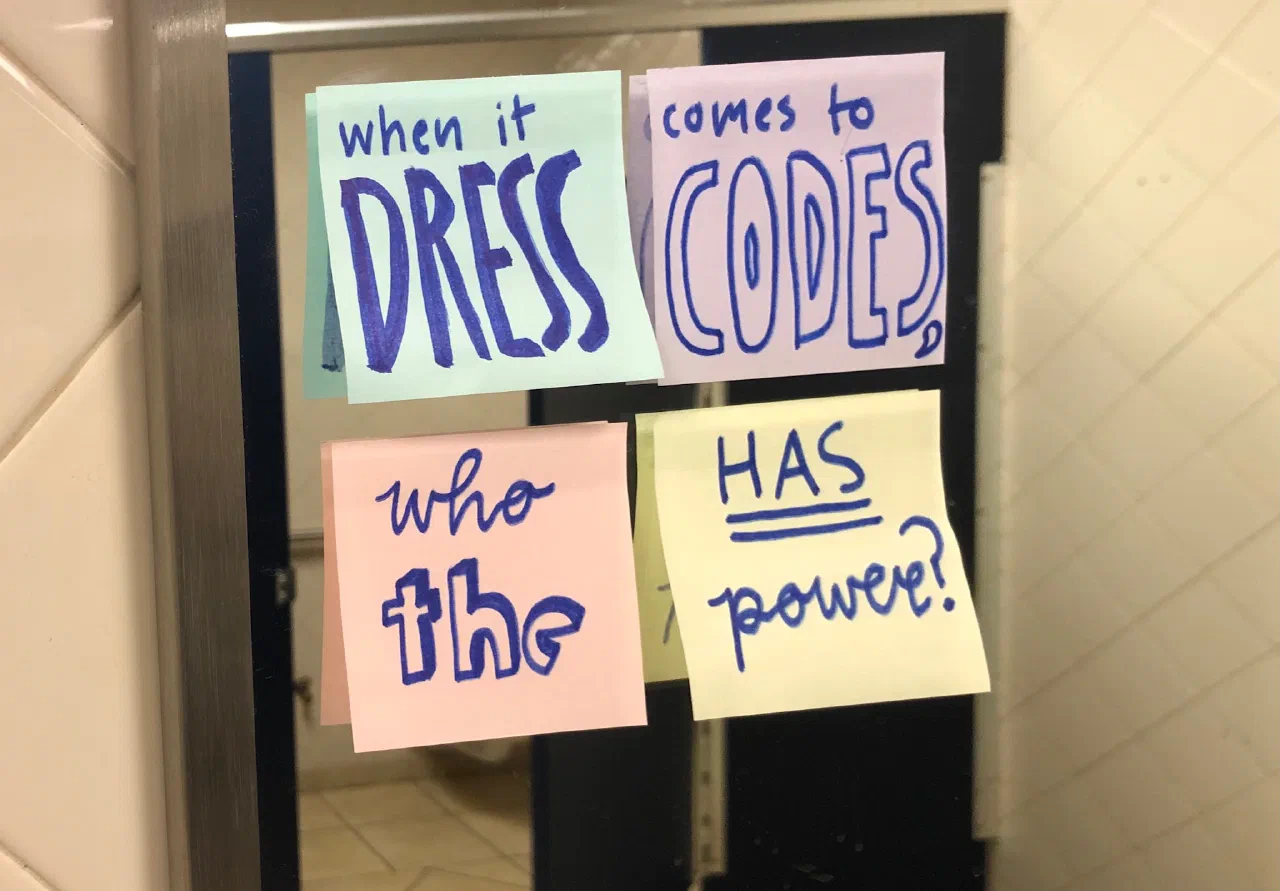 when it
DRESS
comes to
CODES,
who
the
HAS
power?